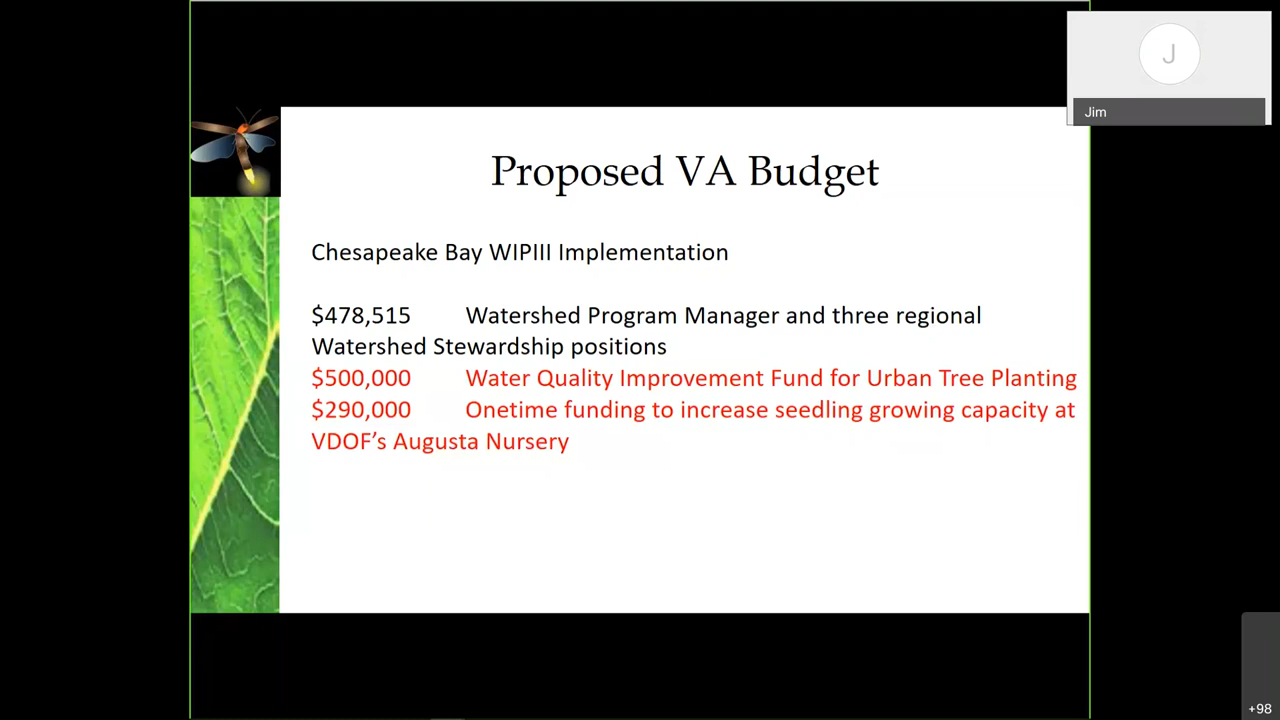 J
Jim
Proposed VA Budget
Chesapeake Bay WIPIII Implementation
$478,515 Watershed Program Manager and three regional
Watershed Stewardship positions
$500,000 Water Quality Improvement Fund for Urban Tree Planting
$290,000 Onetime funding to increase seedling growing capacity at
VDOF’s Augusta Nursery
+98